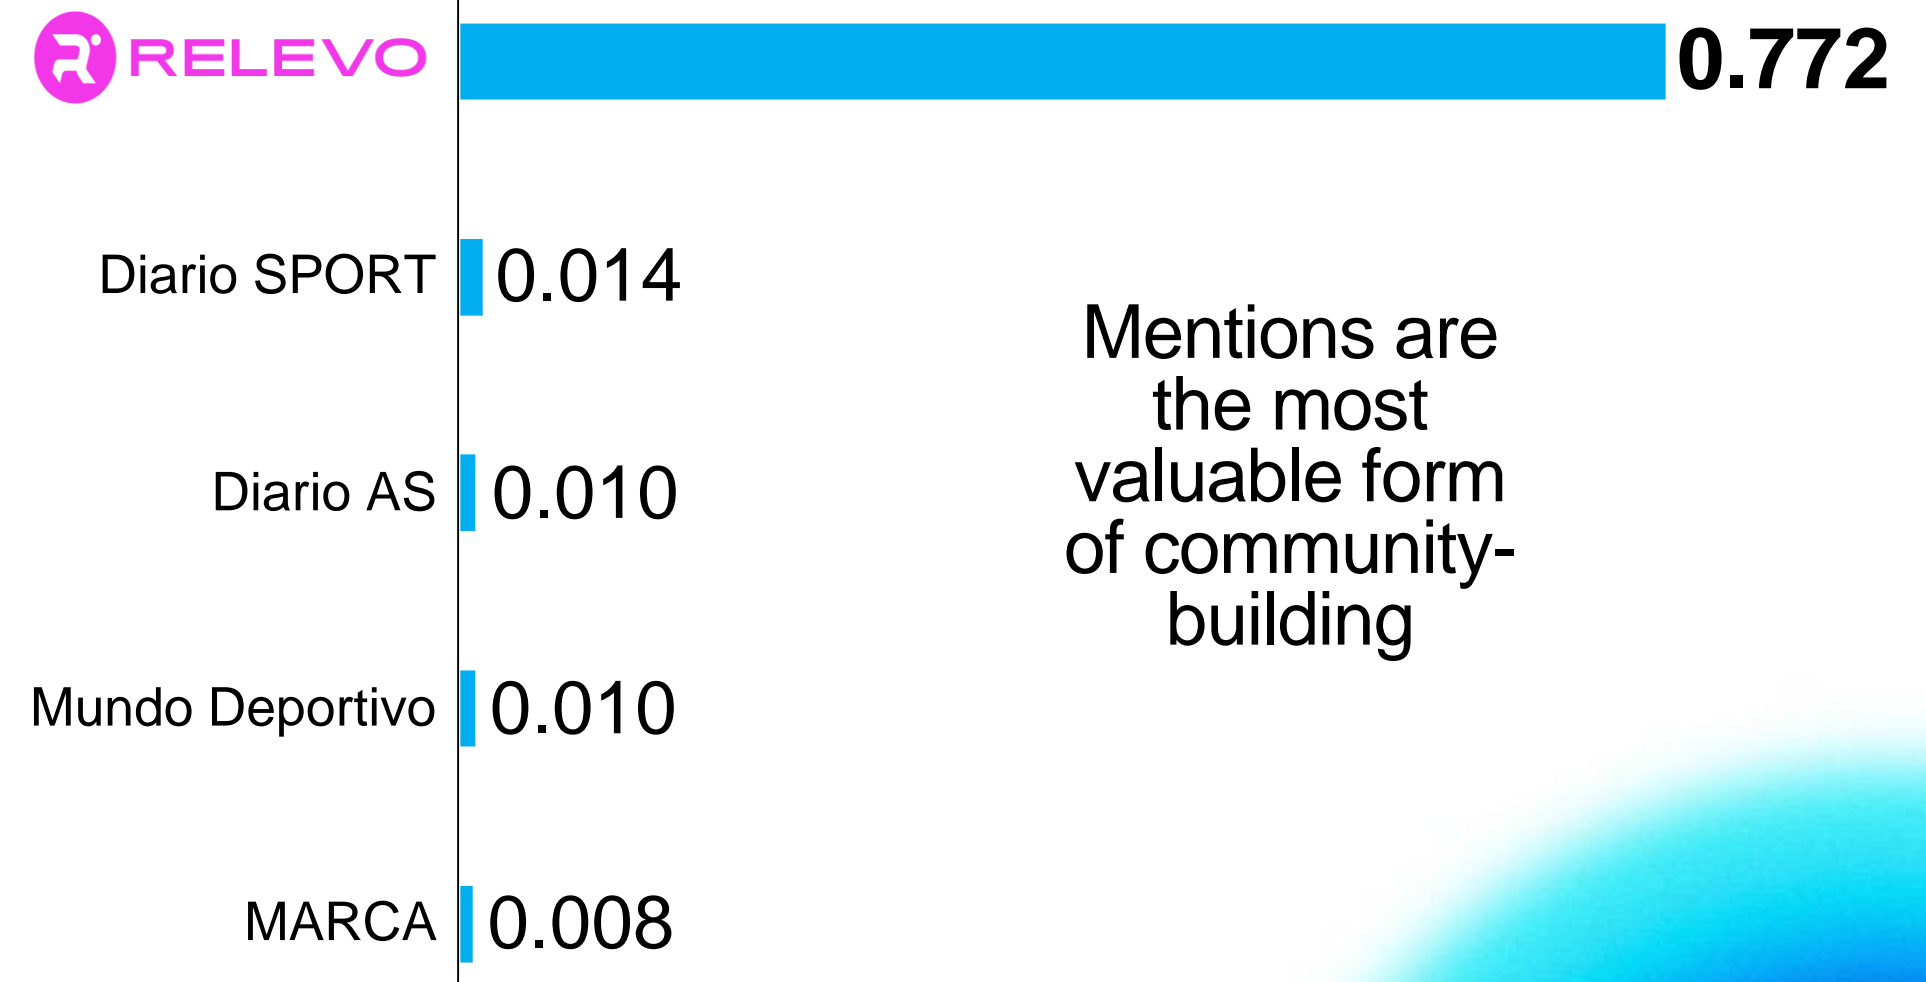 RELEVO 0.772
Diario SPORT 0.014
Diario AS 0.010
Mundo Deportivo 0.010
MARCA 0.008
Mentions are
the most
valuable form
of community-
building